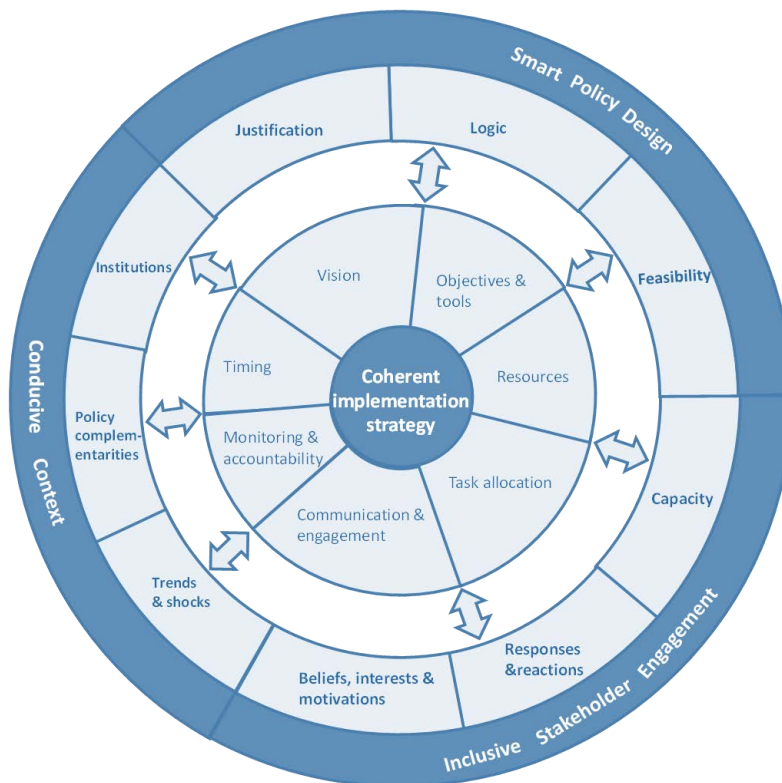 Smart Policy Design
Justification
Logic
Institutions
Feasibility
Vision
Objectives &
tools
Timing
Coherent
implementation
strategy
Resources
Conducive Context
Policy
complem-
entarities
Monitoring &
accountability
Task allocation
Capacity
Communication &
engagement
Trends
& shocks
Responses
&reactions
Beliefs, interests &
motivations
Inclusive Stakeholder Engagement